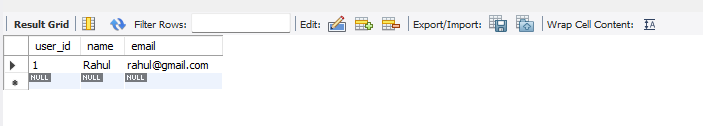 Result Grid Filter Rows: Edit: Export/Import: Wrap Cell Content: IA
user_id name email
1 Rahul rahul@gmail.com
NULL NULL NULL